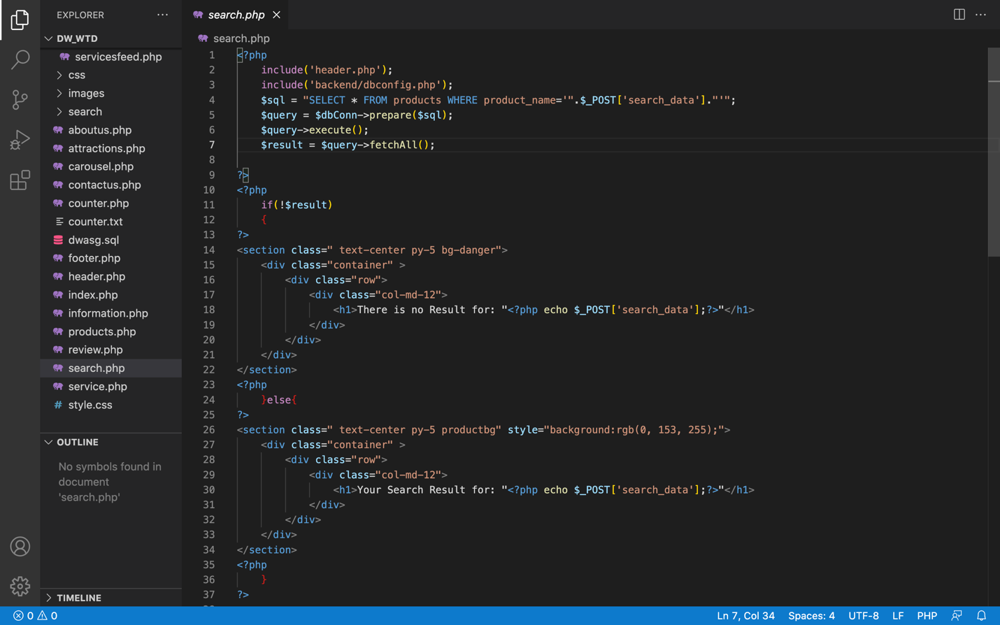 EXPLORER
DW_WTD
servicesfeed.php
css
images
search
aboutus.php
attractions.php
carousel.php
contactus.php
counter.php
counter.txt
dwasg.sql
footer.php
header.php
index.php
information.php
products.php
review.php
search.php
service.php
# style.css
OUTLINE
No symbols found in
document
'search.php'
TIMELINE
search.php
search.php
1 <?php
2 include('header.php');
3 include('backend/dbconfig.php');
4 $sql = "SELECT * FROM products WHERE product_name='".$_POST['search_data']."'";
5 $query = $dbConn->prepare($sql);
6 $query->execute();
7 $result = $query->fetchAll();
8
9 ?>
10 <?php
11 if(!$result)
12 {
13 ?>
14 <section class=" text-center py-5 bg-danger">
15 <div class="container" >
16 <div class="row">
17 <div class="col-md-12">
18 <h1>There is no Result for: "<?php echo $_POST['search_data'];?>"</h1>
19 </div>
20 </div>
21 </div>
22 </section>
23 <?php
24 }else{
25 ?>
26 <section class=" text-center py-5 productbg" style="background:rgb(0, 153, 255);">
27 <div class="container" >
28 <div class="row">
29 <div class="col-md-12">
30 <h1>Your Search Result for: "<?php echo $_POST['search_data'];?>"</h1>
31 </div>
32 </div>
33 </div>
34 </section>
35 <?php
36 }
37 ?>
0 0 Ln 7, Col 34 Spaces: 4 UTF-8 LF PHP